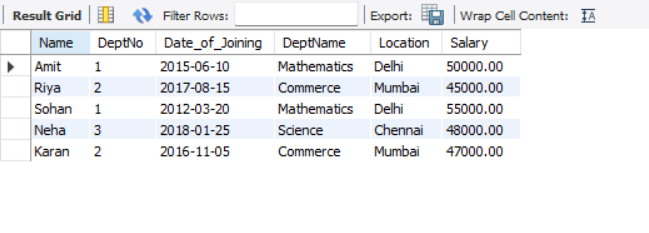 Result Grid Filter Rows: Export: Wrap Cell Content: IA
Name DeptNo Date_of_Joining DeptName Location Salary
Amit 1 2015-06-10 Mathematics Delhi 50000.00
Riya 2 2017-08-15 Commerce Mumbai 45000.00
Sohan 1 2012-03-20 Mathematics Delhi 55000.00
Neha 3 2018-01-25 Science Chennai 48000.00
Karan 2 2016-11-05 Commerce Mumbai 47000.00